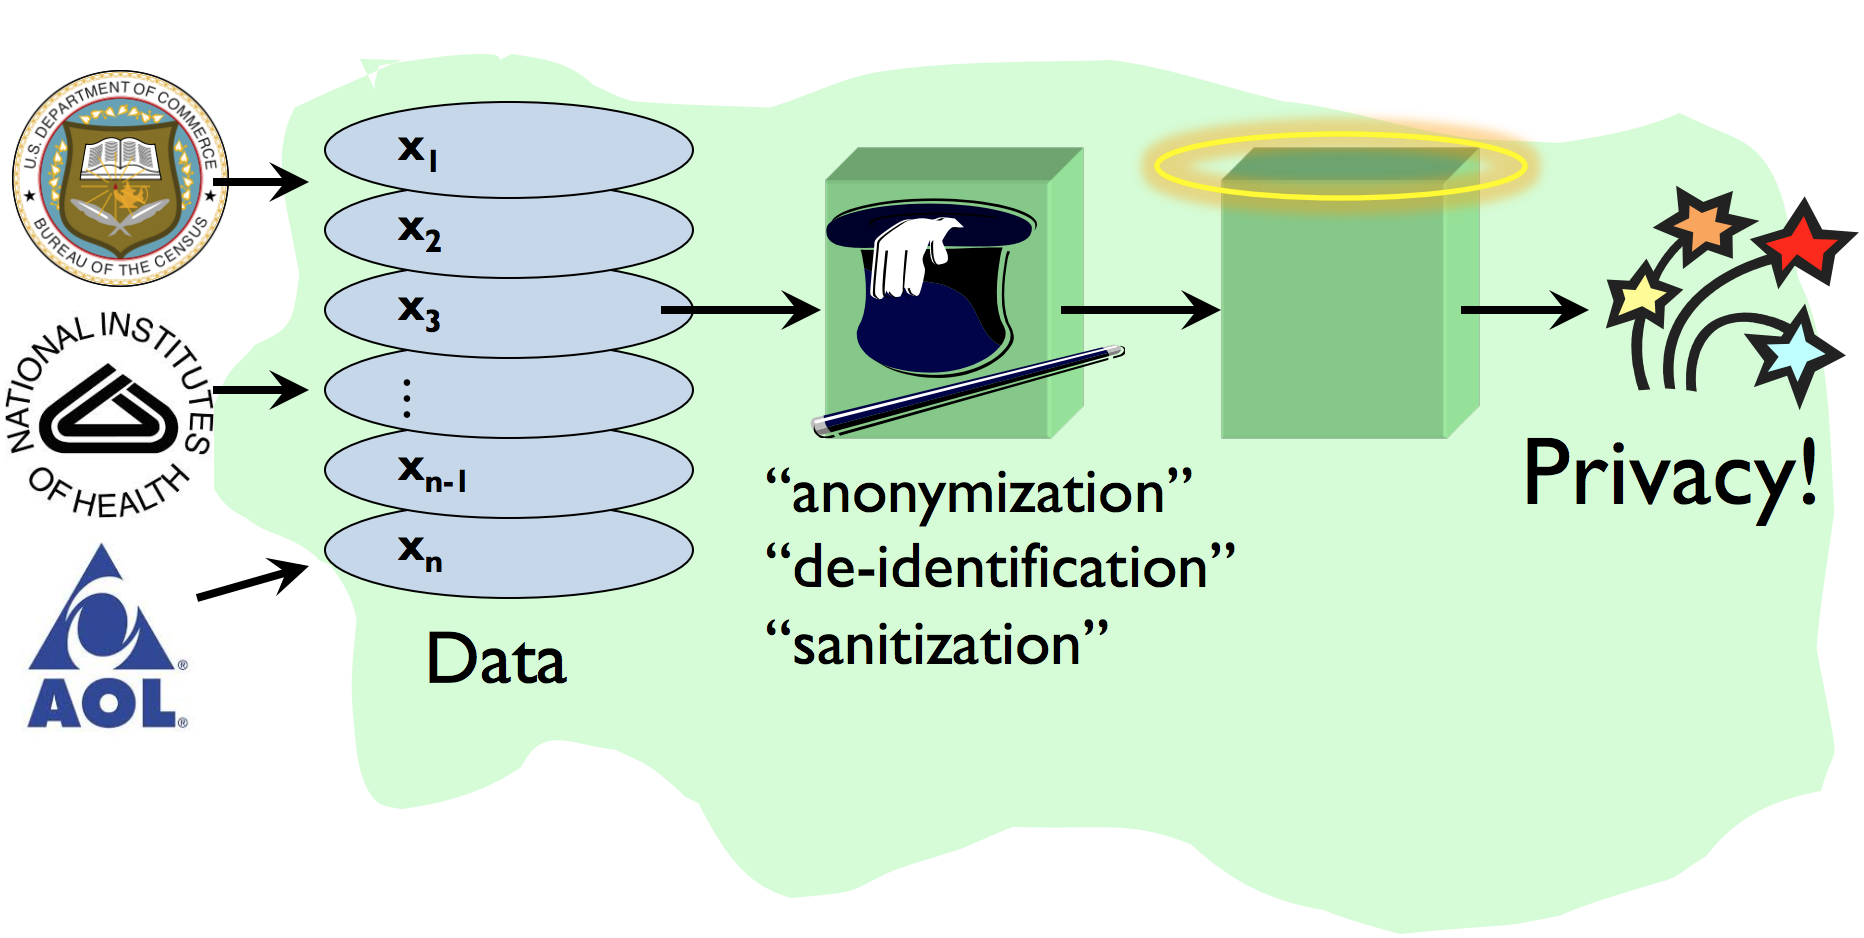 U.S. DEPARTMENT OF COMMERCE
BUREAU OF THE CENSUS
NATIONAL INSTITUTES
OF HEALTH
AOL®
®
x1
x2
x3
⋮
xn-1
xn
Data
“anonymization”
“de-identification”
“sanitization”
Privacy!